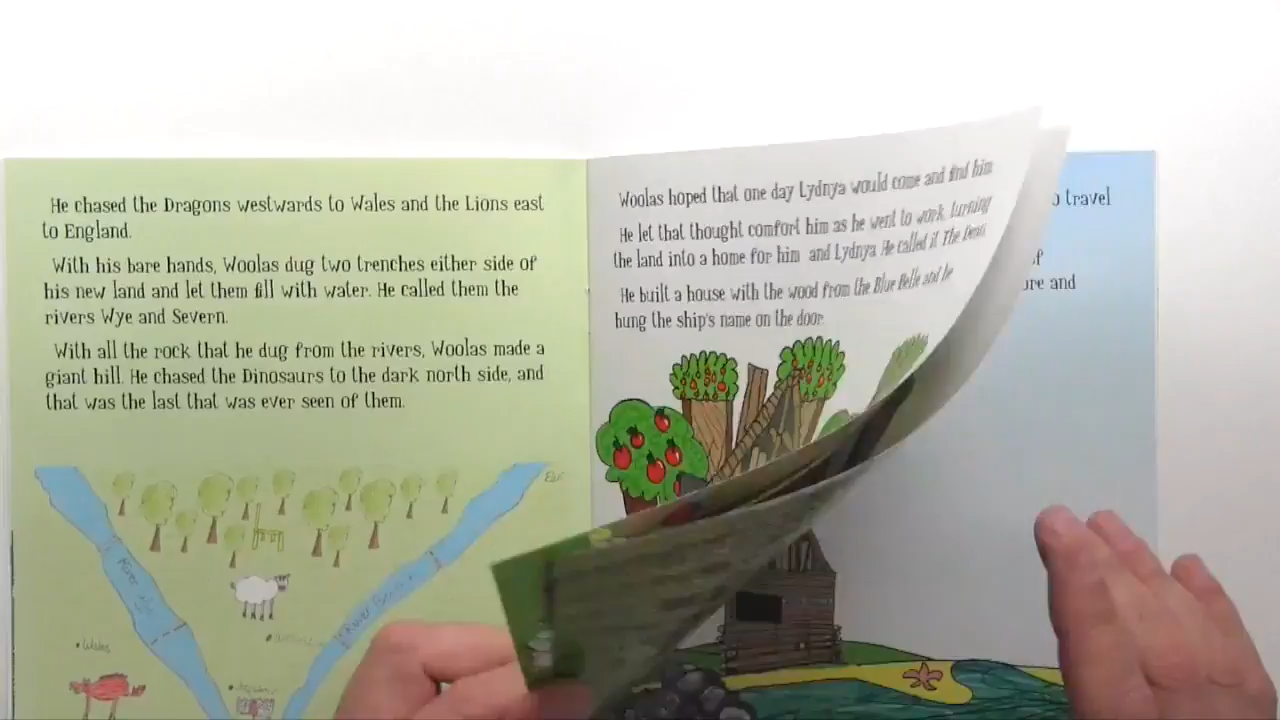 He chased the Dragons westwards to Wales and the Lions east
to England.
With his bare hands, Woolas dug two trenches either side of
his new land and let them fill with water. He called them the
rivers Wye and Severn.
With all the rock that he dug from the rivers, Woolas made a
giant hill. He chased the Dinosaurs to the dark north side, and
that was the last that was ever seen of them.
River Wye
River
Wales
Woolas hoped that one day Lydnya would come and find him
He let that thought comfort him as he went to work, turning
the land into a home for him and Lydnya. He called it The Dean.
He built a house with the wood from the Blue Belle and he
hung the ship's name on the door.
travel
and